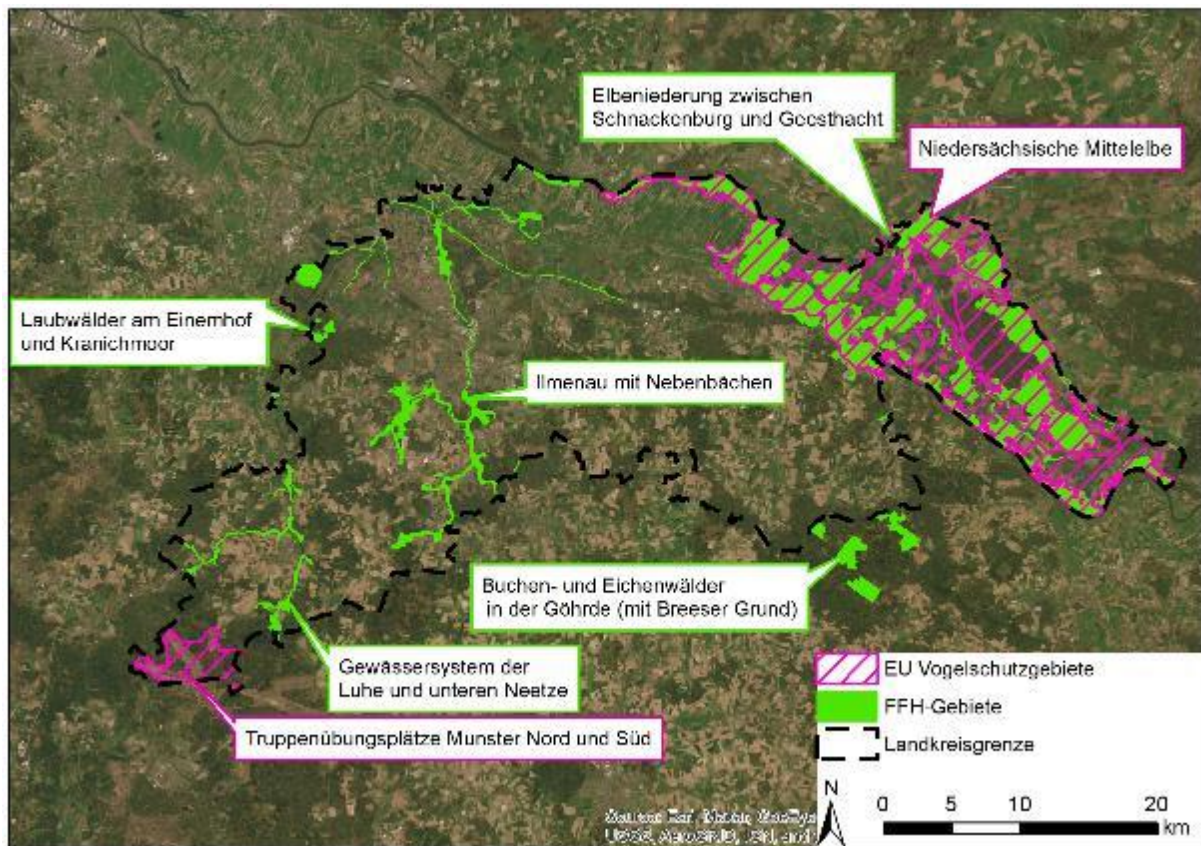 Elbeniederung zwischen
Schnackenburg und Geesthacht
Niedersächsische Mittelelbe
Laubwälder am Einemhof
und Kranichmoor
Ilmenau mit Nebenbächen
Buchen- und Eichenwälder
in der Göhrde (mit Breeser Grund)
Gewässersystem der
Luhe und unteren Neetze
Truppenübungsplätze Munster Nord und Süd
EU Vogelschutzgebiete
FFH-Gebiete
Landkreisgrenze
N
0 5 10 20
km